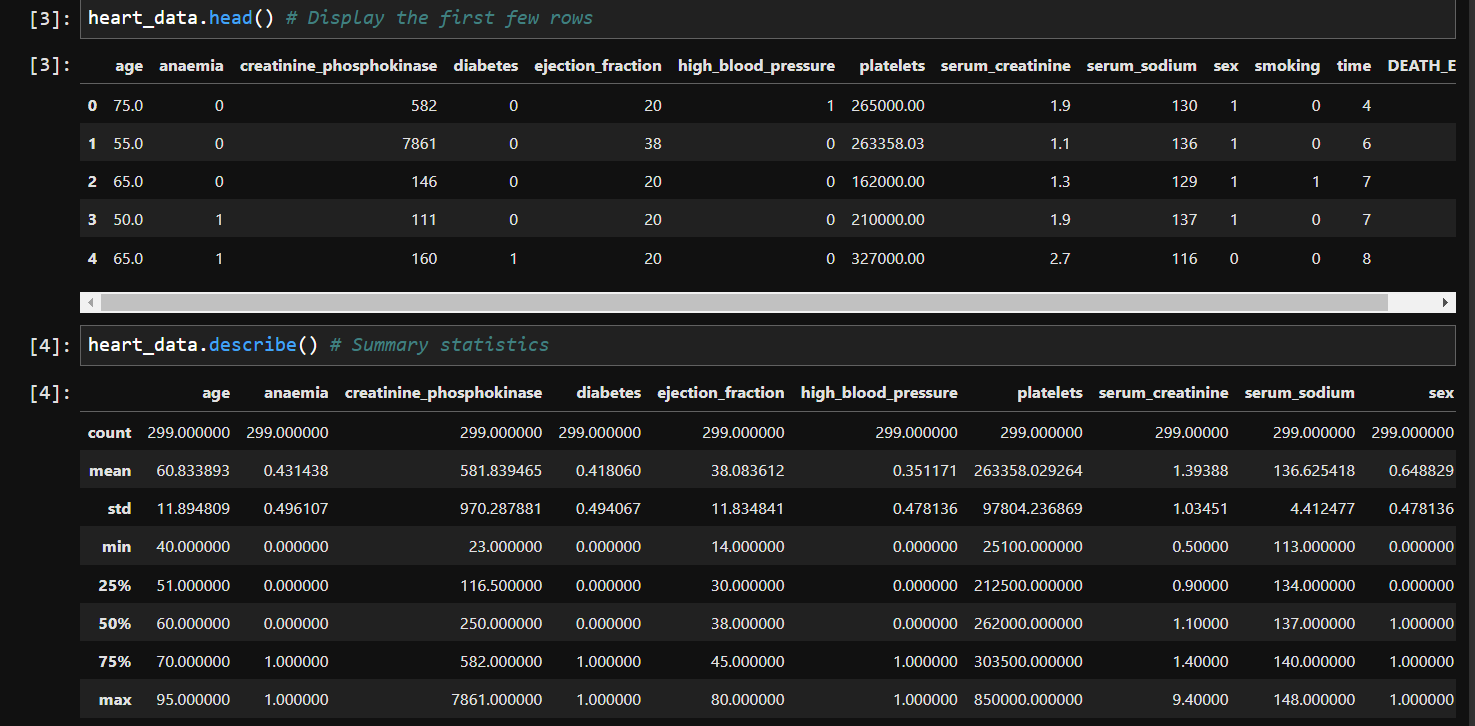 [3]: heart_data.head() # Display the first few rows
[3]: age anaemia creatinine_phosphokinase diabetes ejection_fraction high_blood_pressure platelets serum_creatinine serum_sodium sex smoking time DEATH_E
0 75.0 0 582 0 20 1 265000.00 1.9 130 1 0 4
1 55.0 0 7861 0 38 0 263358.03 1.1 136 1 0 6
2 65.0 0 146 0 20 0 162000.00 1.3 129 1 1 7
3 50.0 1 111 0 20 0 210000.00 1.9 137 1 0 7
4 65.0 1 160 1 20 0 327000.00 2.7 116 0 0 8
[4]: heart_data.describe() # Summary statistics
[4]: age anaemia creatinine_phosphokinase diabetes ejection_fraction high_blood_pressure platelets serum_creatinine serum_sodium sex
count 299.000000 299.000000 299.000000 299.000000 299.000000 299.000000 299.000000 299.00000 299.000000 299.000000
mean 60.833893 0.431438 581.839465 0.418060 38.083612 0.351171 263358.029264 1.39388 136.625418 0.648829
std 11.894809 0.496107 970.287881 0.494067 11.834841 0.478136 97804.236869 1.03451 4.412477 0.478136
min 40.000000 0.000000 23.000000 0.000000 14.000000 0.000000 25100.000000 0.50000 113.000000 0.000000
25% 51.000000 0.000000 116.500000 0.000000 30.000000 0.000000 212500.000000 0.90000 134.000000 0.000000
50% 60.000000 0.000000 250.000000 0.000000 38.000000 0.000000 262000.000000 1.10000 137.000000 1.000000
75% 70.000000 1.000000 582.000000 1.000000 45.000000 1.000000 303500.000000 1.40000 140.000000 1.000000
max 95.000000 1.000000 7861.000000 1.000000 80.000000 1.000000 850000.000000 9.40000 148.000000 1.000000